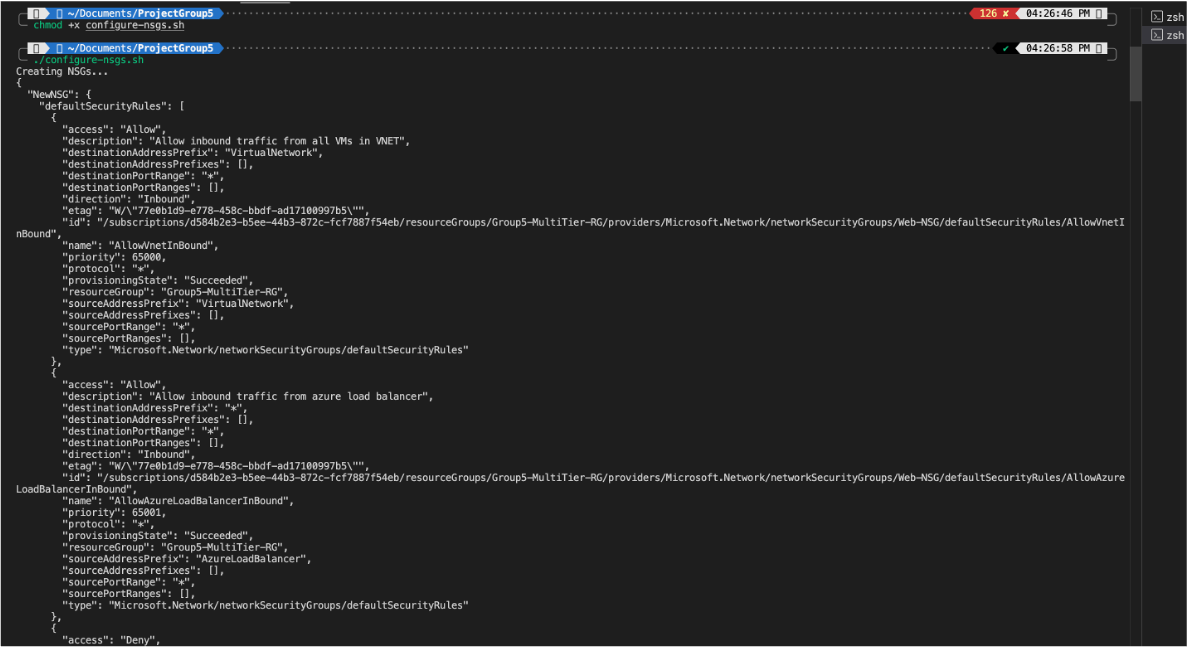 ~/Documents/ProjectGroup5 126 ✘ 04:26:46 PM
chmod +x configure-nsgs.sh
~/Documents/ProjectGroup5 ✔ 04:26:58 PM
./configure-nsgs.sh
Creating NSGs...
{
"NewNSG": {
"defaultSecurityRules": [
{
"access": "Allow",
"description": "Allow inbound traffic from all VMs in VNET",
"destinationAddressPrefix": "VirtualNetwork",
"destinationAddressPrefixes": [],
"destinationPortRange": "*",
"destinationPortRanges": [],
"direction": "Inbound",
"etag": "W/\"77e0b1d9-e778-458c-bbdf-ad17100997b5\"",
"id": "/subscriptions/d584b2e3-b5ee-44b3-872c-fcf7887f54eb/resourceGroups/Group5-MultiTier-RG/providers/Microsoft.Network/networkSecurityGroups/Web-NSG/defaultSecurityRules/AllowVnetI
nBound",
"name": "AllowVnetInBound",
"priority": 65000,
"protocol": "*",
"provisioningState": "Succeeded",
"resourceGroup": "Group5-MultiTier-RG",
"sourceAddressPrefix": "VirtualNetwork",
"sourceAddressPrefixes": [],
"sourcePortRange": "*",
"sourcePortRanges": [],
"type": "Microsoft.Network/networkSecurityGroups/defaultSecurityRules"
},
{
"access": "Allow",
"description": "Allow inbound traffic from azure load balancer",
"destinationAddressPrefix": "*",
"destinationAddressPrefixes": [],
"destinationPortRange": "*",
"destinationPortRanges": [],
"direction": "Inbound",
"etag": "W/\"77e0b1d9-e778-458c-bbdf-ad17100997b5\"",
"id": "/subscriptions/d584b2e3-b5ee-44b3-872c-fcf7887f54eb/resourceGroups/Group5-MultiTier-RG/providers/Microsoft.Network/networkSecurityGroups/Web-NSG/defaultSecurityRules/AllowAzure
LoadBalancerInBound",
"name": "AllowAzureLoadBalancerInBound",
"priority": 65001,
"protocol": "*",
"provisioningState": "Succeeded",
"resourceGroup": "Group5-MultiTier-RG",
"sourceAddressPrefix": "AzureLoadBalancer",
"sourceAddressPrefixes": [],
"sourcePortRange": "*",
"sourcePortRanges": [],
"type": "Microsoft.Network/networkSecurityGroups/defaultSecurityRules"
},
{
"access": "Deny",
zsh
zsh